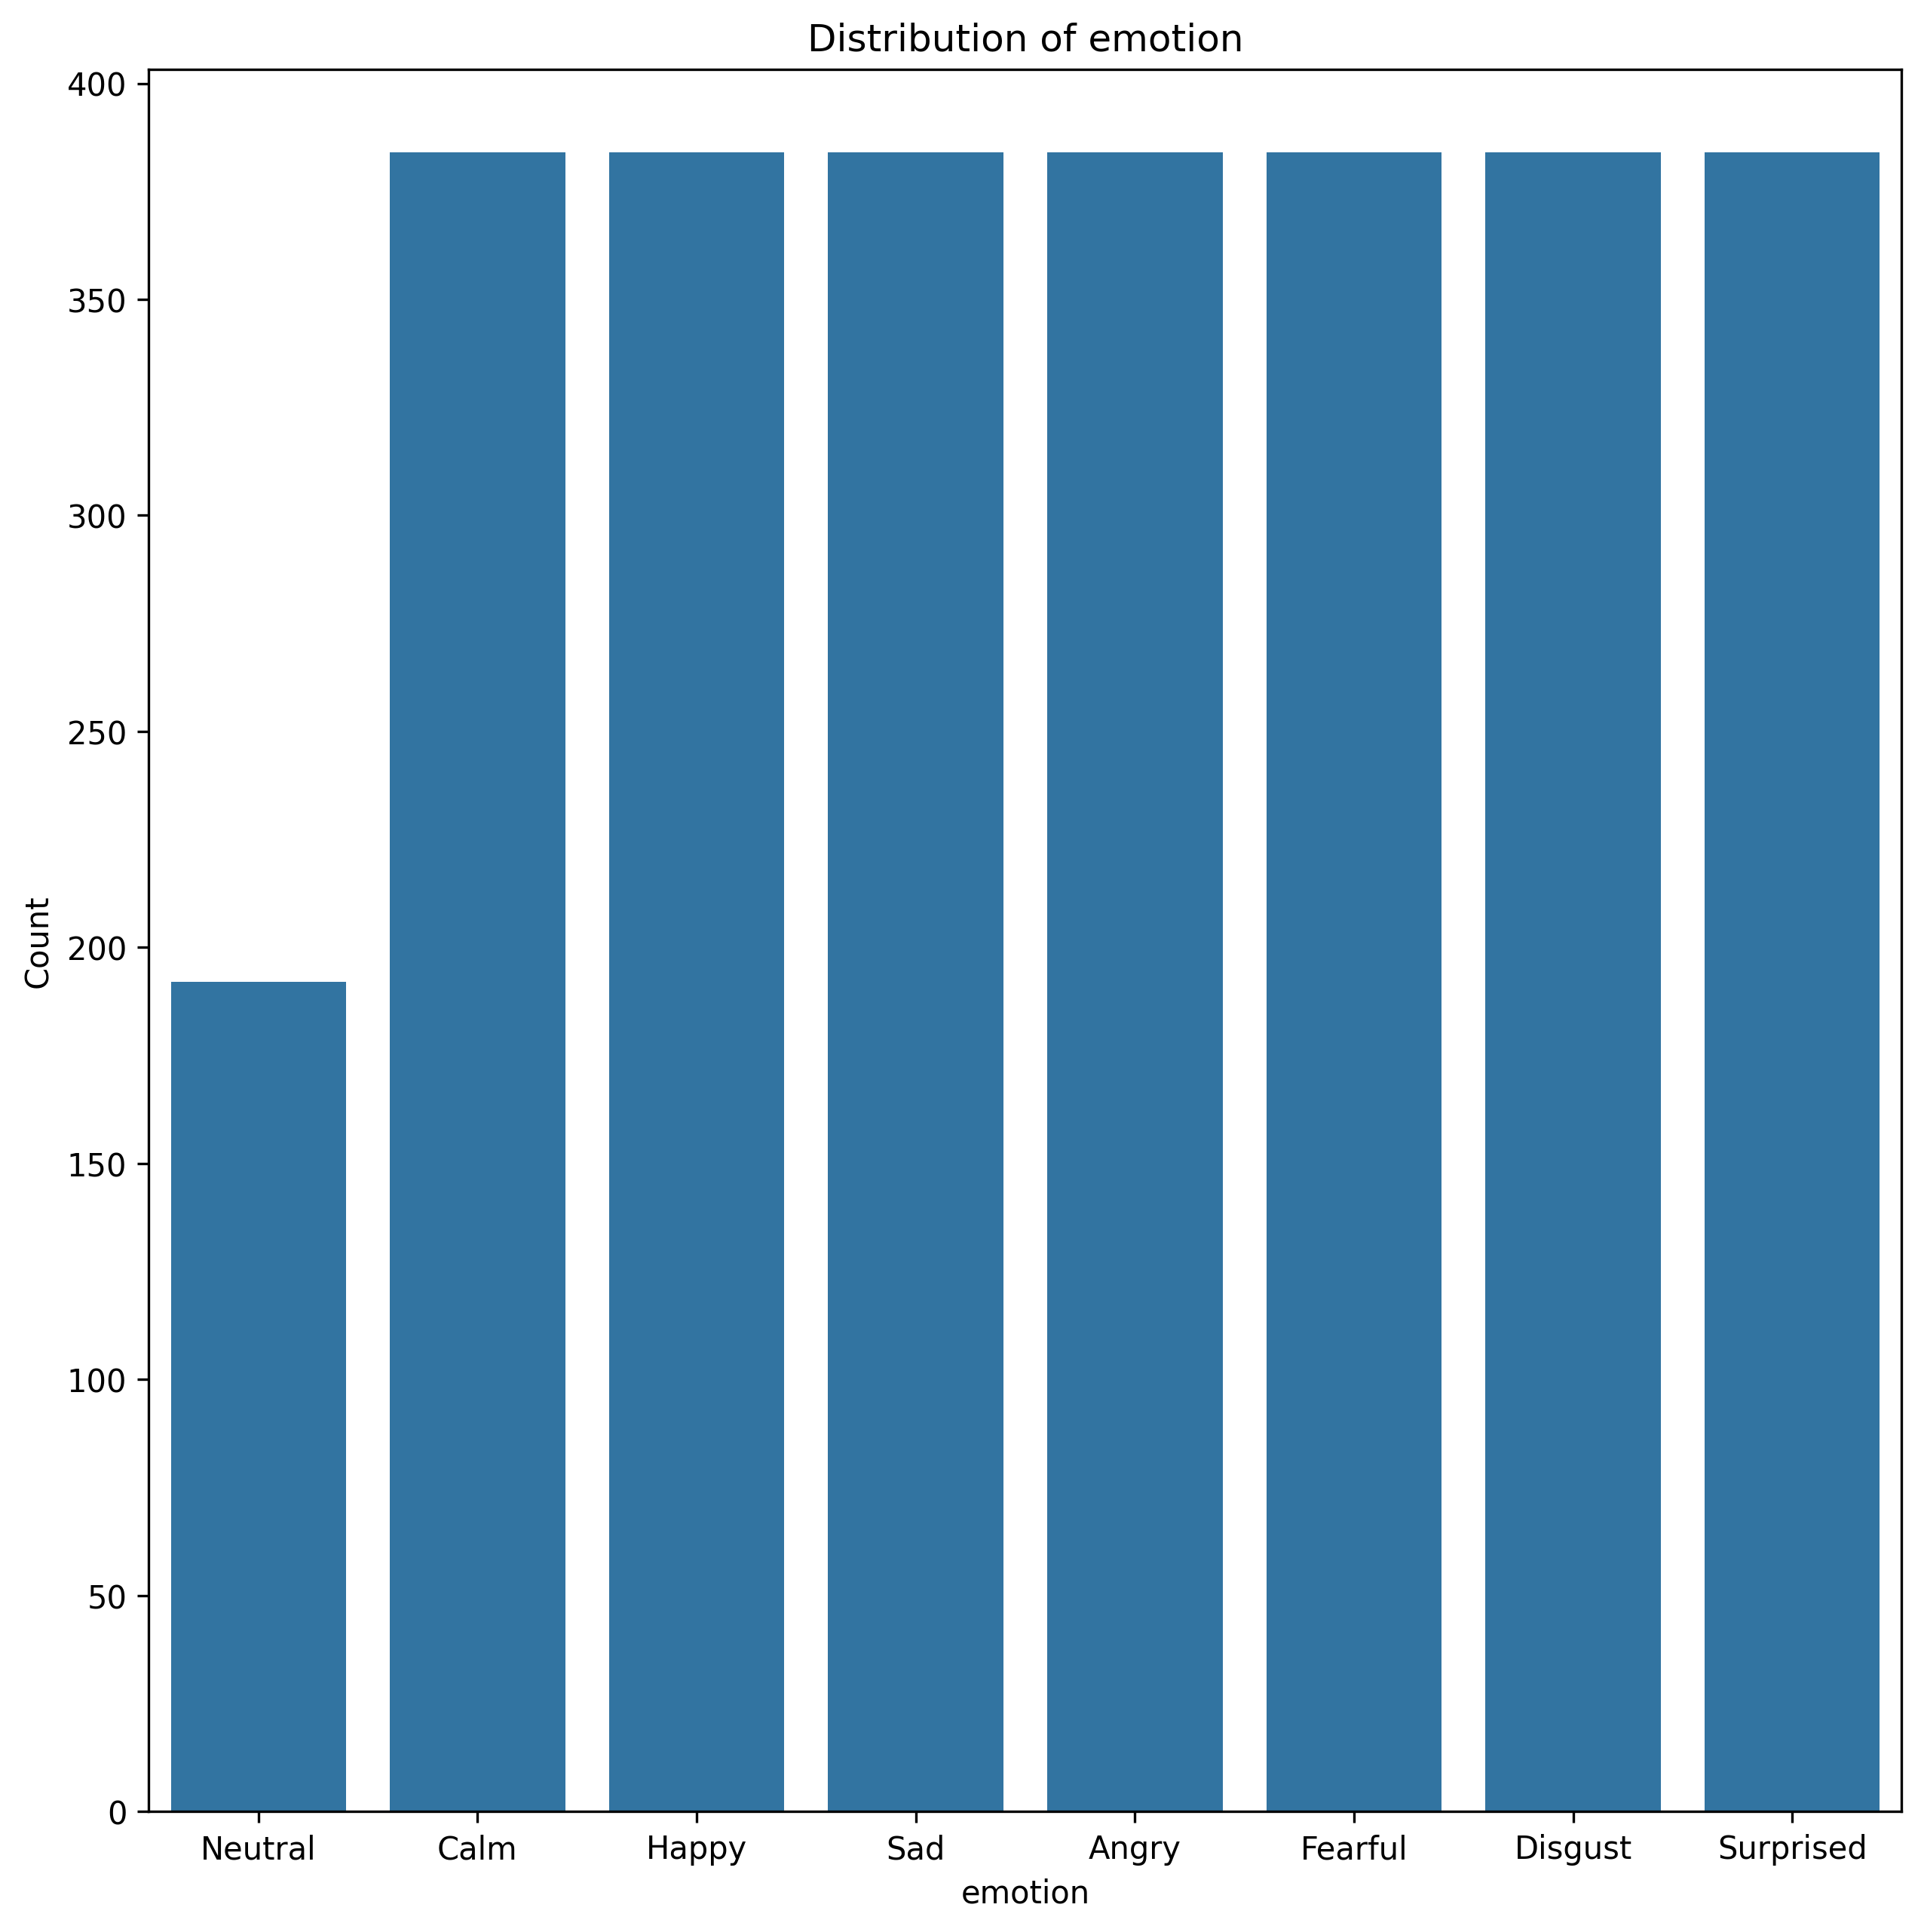 Distribution of emotion
400
350
300
250
200
150
100
50
0
Count
Neutral Calm Happy Sad Angry Fearful Disgust Surprised
emotion